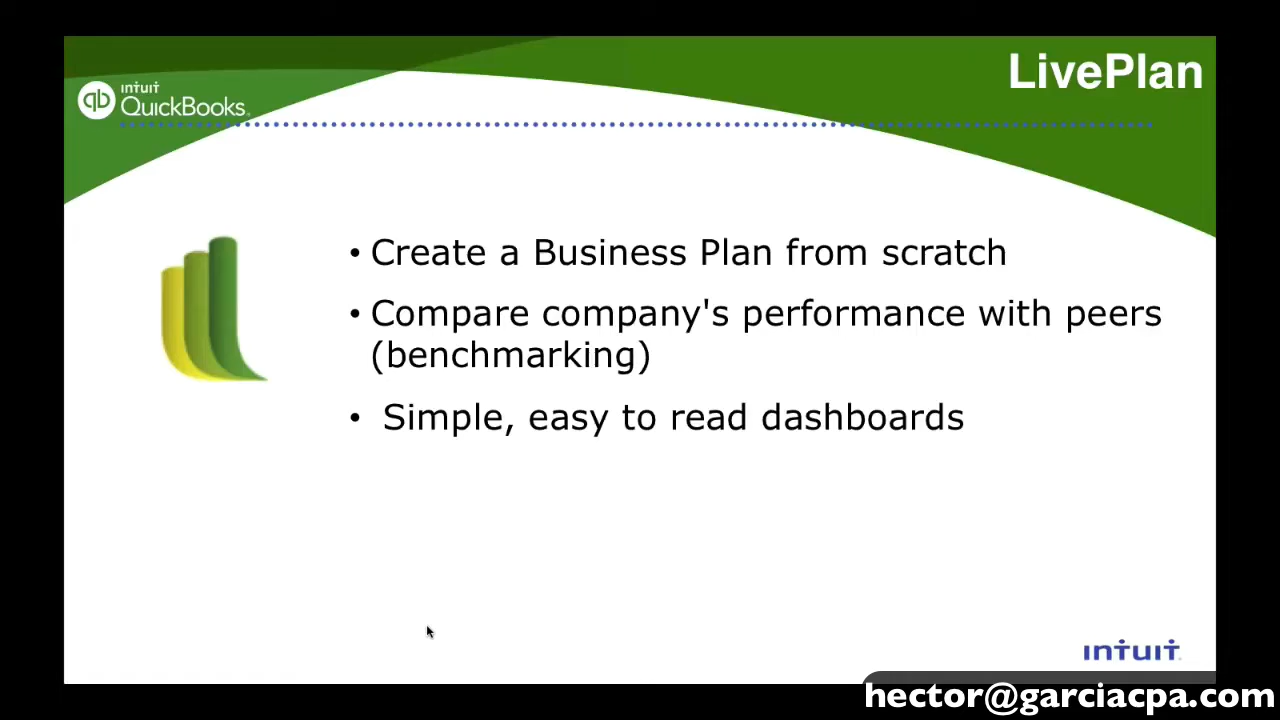 LivePlan
intuit
QuickBooks.
• Create a Business Plan from scratch
• Compare company's performance with peers
(benchmarking)
• Simple, easy to read dashboards
intuit
hector@garciacpa.com